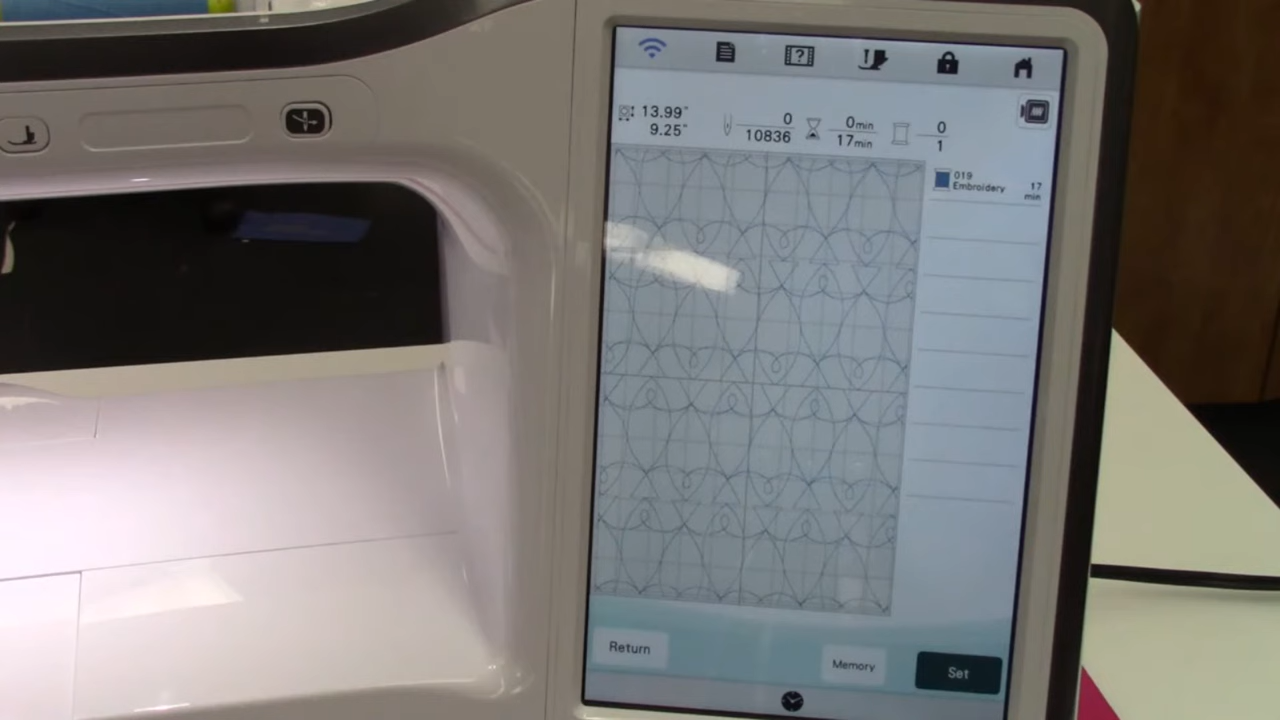 ?
13.99"
9.25"
0
10836
0min
17min
0
1
019
Embroidery
17
min
Return
Memory
Set